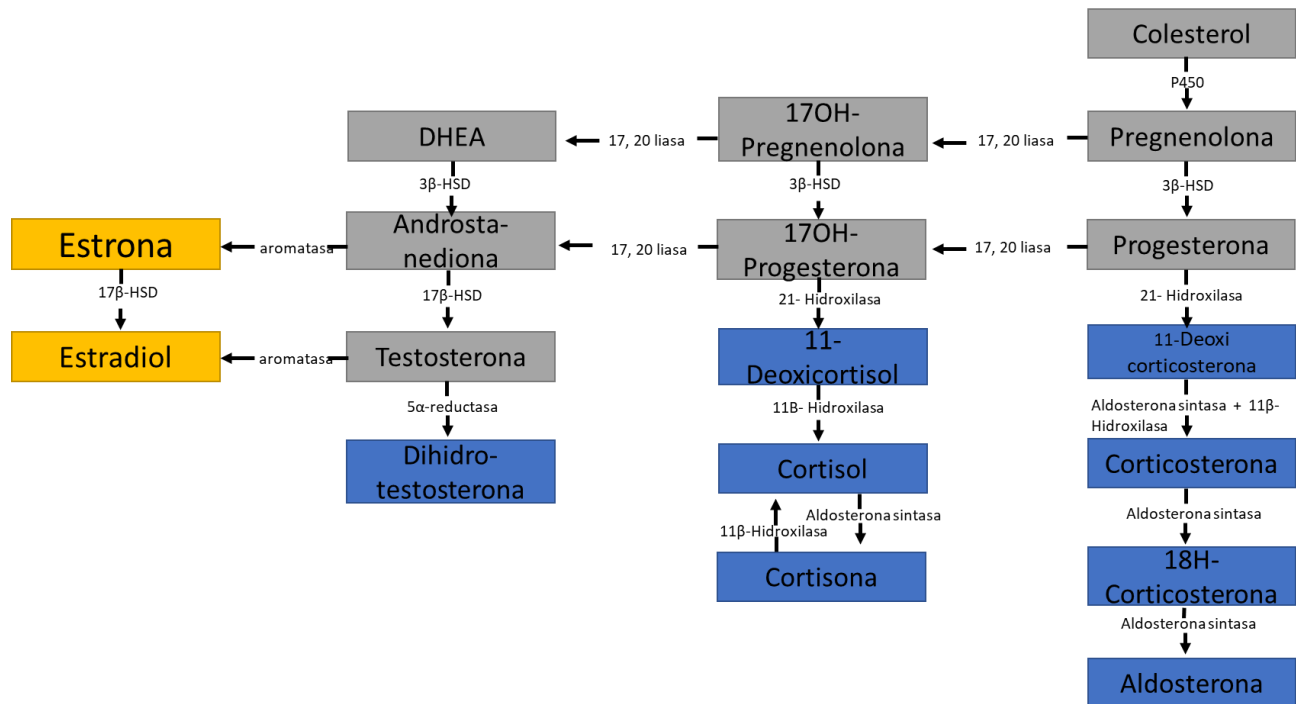 Colesterol
P450
DHEA
17, 20 liasa
17OH-
Pregnenolona
17, 20 liasa
Pregnenolona
3β-HSD
3β-HSD
3β-HSD
Estrona
aromatasa
Androsta-
nediona
17, 20 liasa
17OH-
Progesterona
17, 20 liasa
Progesterona
17β-HSD
17β-HSD
21- Hidroxilasa
21- Hidroxilasa
Estradiol
aromatasa
Testosterona
11-
Deoxicortisol
11-Deoxi
corticosterona
5α-reductasa
11B- Hidroxilasa
Aldosterona sintasa + 11β-
Hidroxilasa
Dihidro-
testosterona
Cortisol
Corticosterona
Aldosterona sintasa
11β-Hidroxilasa
Aldosterona sintasa
Cortisona
18H-
Corticosterona
Aldosterona sintasa
Aldosterona